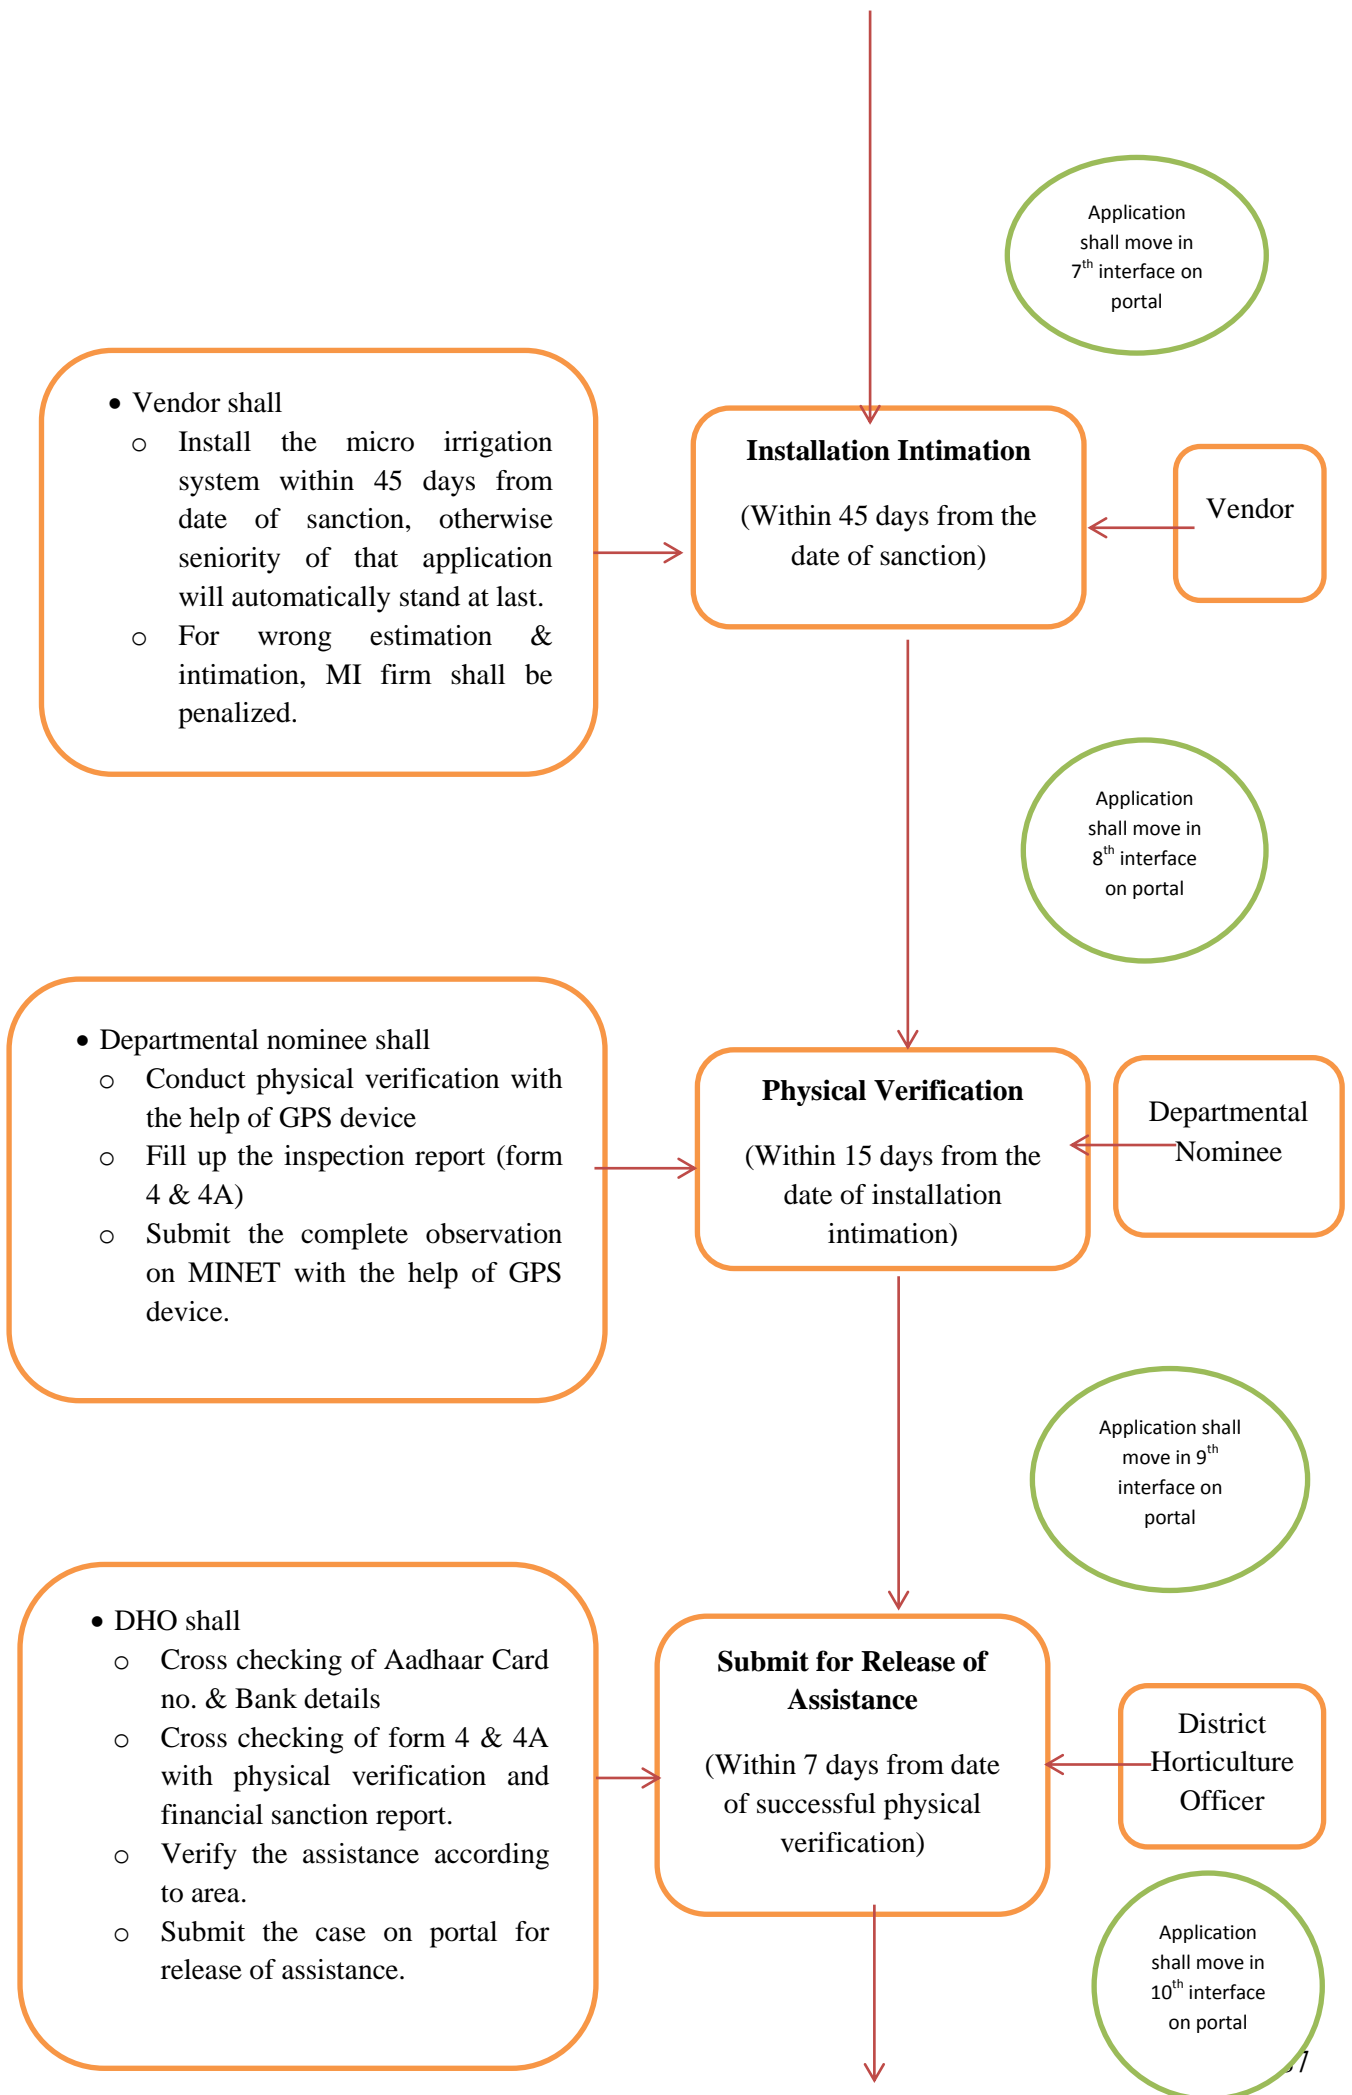 Application
shall move in
7th interface on
portal
• Vendor shall
o Install the micro irrigation
system within 45 days from
date of sanction, otherwise
seniority of that application
will automatically stand at last.
o For wrong estimation &
intimation, MI firm shall be
penalized.
Installation Intimation
(Within 45 days from the
date of sanction)
Vendor
Application
shall move in
8th interface
on portal
• Departmental nominee shall
o Conduct physical verification with
the help of GPS device
o Fill up the inspection report (form
4 & 4A)
o Submit the complete observation
on MINET with the help of GPS
device.
Physical Verification
(Within 15 days from the
date of installation
intimation)
Departmental
Nominee
Application shall
move in 9th
interface on
portal
• DHO shall
o Cross checking of Aadhaar Card
no. & Bank details
o Cross checking of form 4 & 4A
with physical verification and
financial sanction report.
o Verify the assistance according
to area.
o Submit the case on portal for
release of assistance.
Submit for Release of
Assistance
(Within 7 days from date
of successful physical
verification)
District
Horticulture
Officer
Application
shall move in
10th interface
on portal